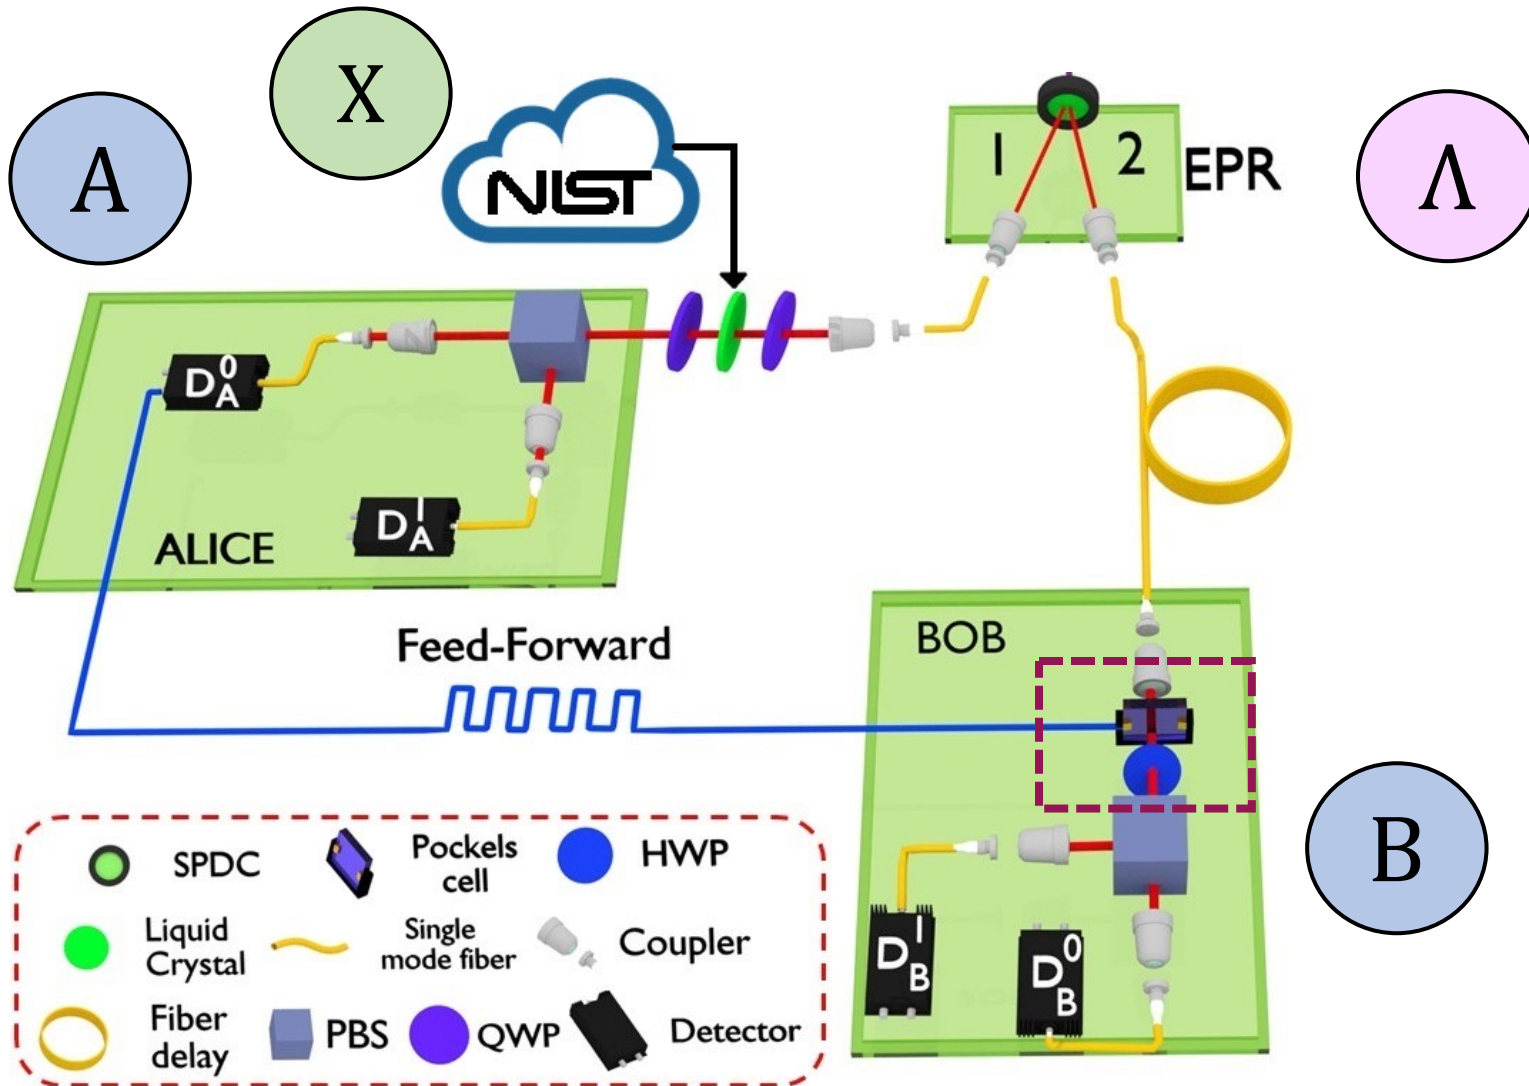 X
A
NIST
1
2
EPR
Λ
D_A^0
D_A^1
ALICE
Feed-Forward
BOB
B
D_B^1
D_B^0
SPDC
Pockels
cell
HWP
Liquid
Crystal
Single
mode fiber
Coupler
Fiber
delay
PBS
QWP
Detector